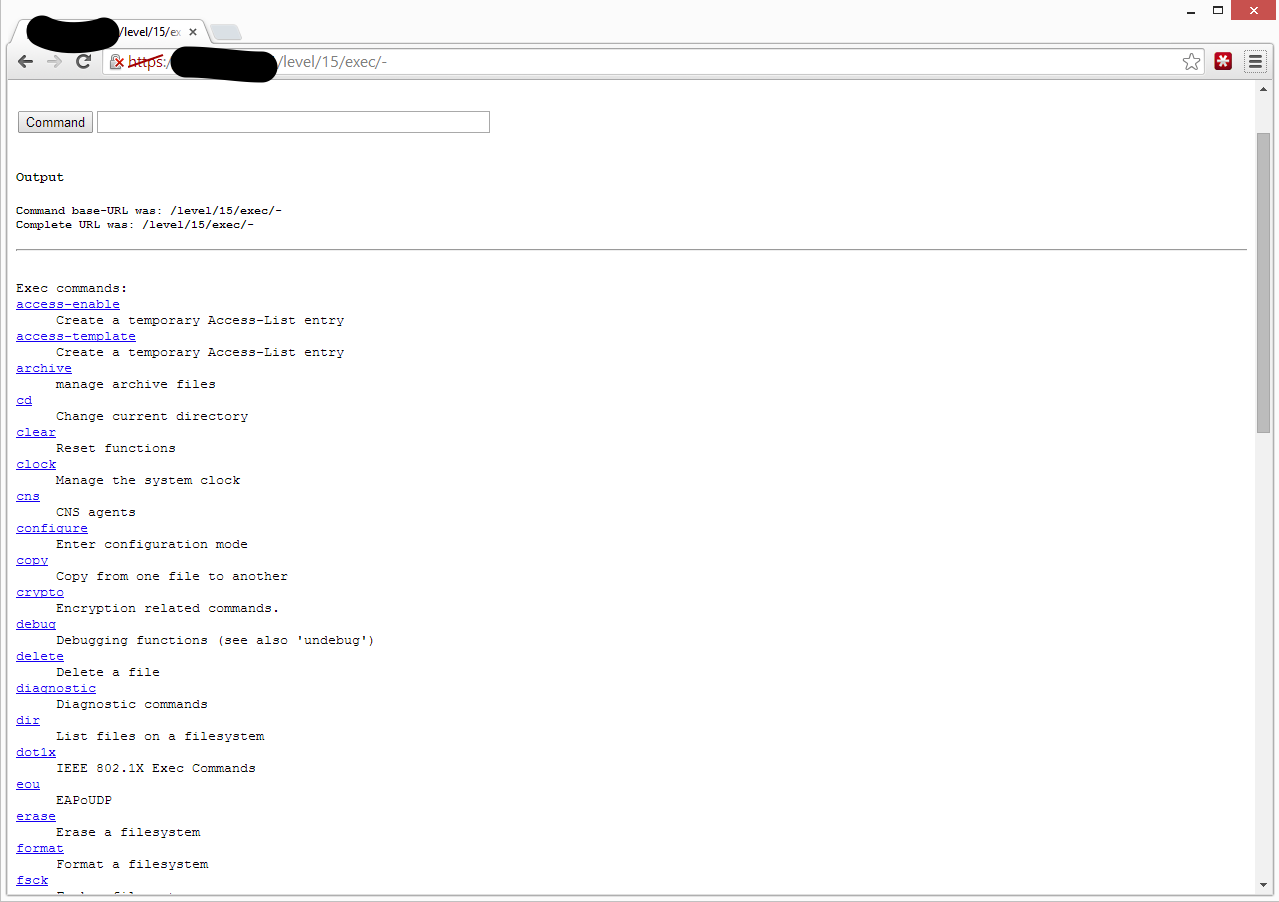 /level/15/ex
https:/ /level/15/exec/-
Command
Output
Command base-URL was: /level/15/exec/-
Complete URL was: /level/15/exec/-
Exec commands:
access-enable
Create a temporary Access-List entry
access-template
Create a temporary Access-List entry
archive
manage archive files
cd
Change current directory
clear
Reset functions
clock
Manage the system clock
cns
CNS agents
configure
Enter configuration mode
copy
Copy from one file to another
crypto
Encryption related commands.
debug
Debugging functions (see also 'undebug')
delete
Delete a file
diagnostic
Diagnostic commands
dir
List files on a filesystem
dot1x
IEEE 802.1X Exec Commands
eou
EAPoUDP
erase
Erase a filesystem
format
Format a filesystem
fsck